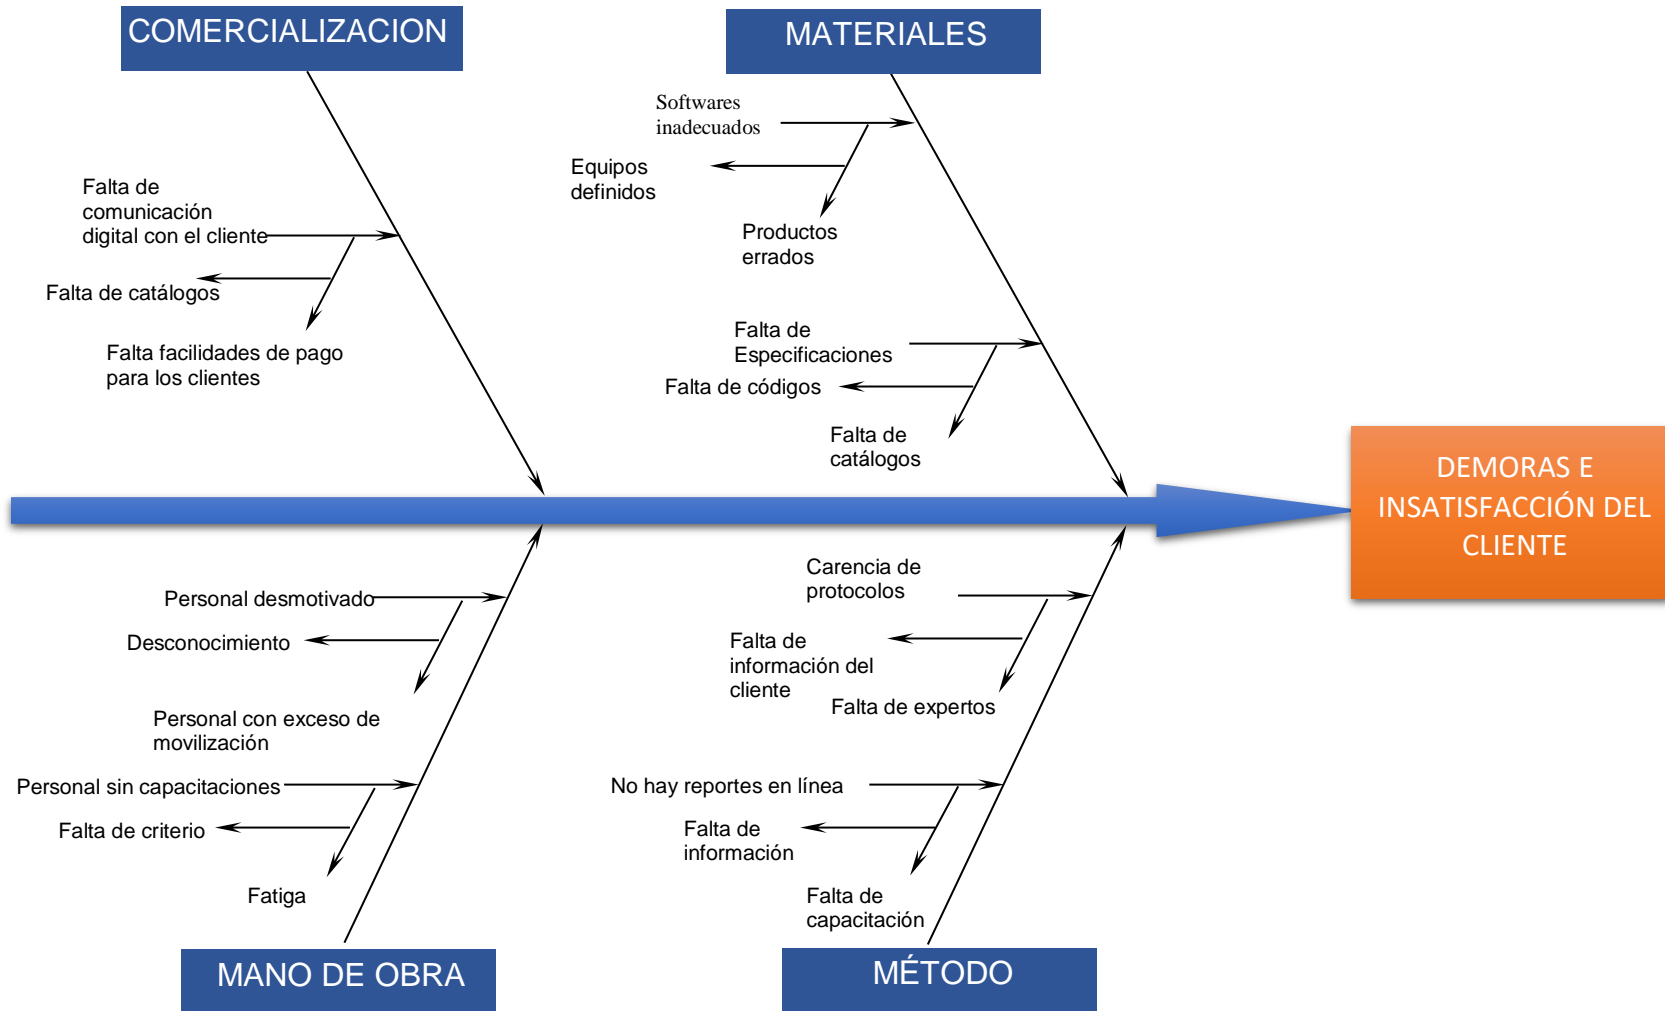 COMERCIALIZACION
MATERIALES
Softwares
inadecuados
Equipos
definidos
Productos
errados
Falta de
comunicación
digital con el cliente
Falta de catálogos
Falta facilidades de pago
para los clientes
Falta de
Especificaciones
Falta de códigos
Falta de
catálogos
DEMORAS E
INSATISFACCIÓN DEL
CLIENTE
Personal desmotivado
Desconocimiento
Personal con exceso de
movilización
Personal sin capacitaciones
Falta de criterio
Fatiga
Carencia de
protocolos
Falta de
información del
cliente
Falta de expertos
No hay reportes en línea
Falta de
información
Falta de
capacitación
MANO DE OBRA
MÉTODO